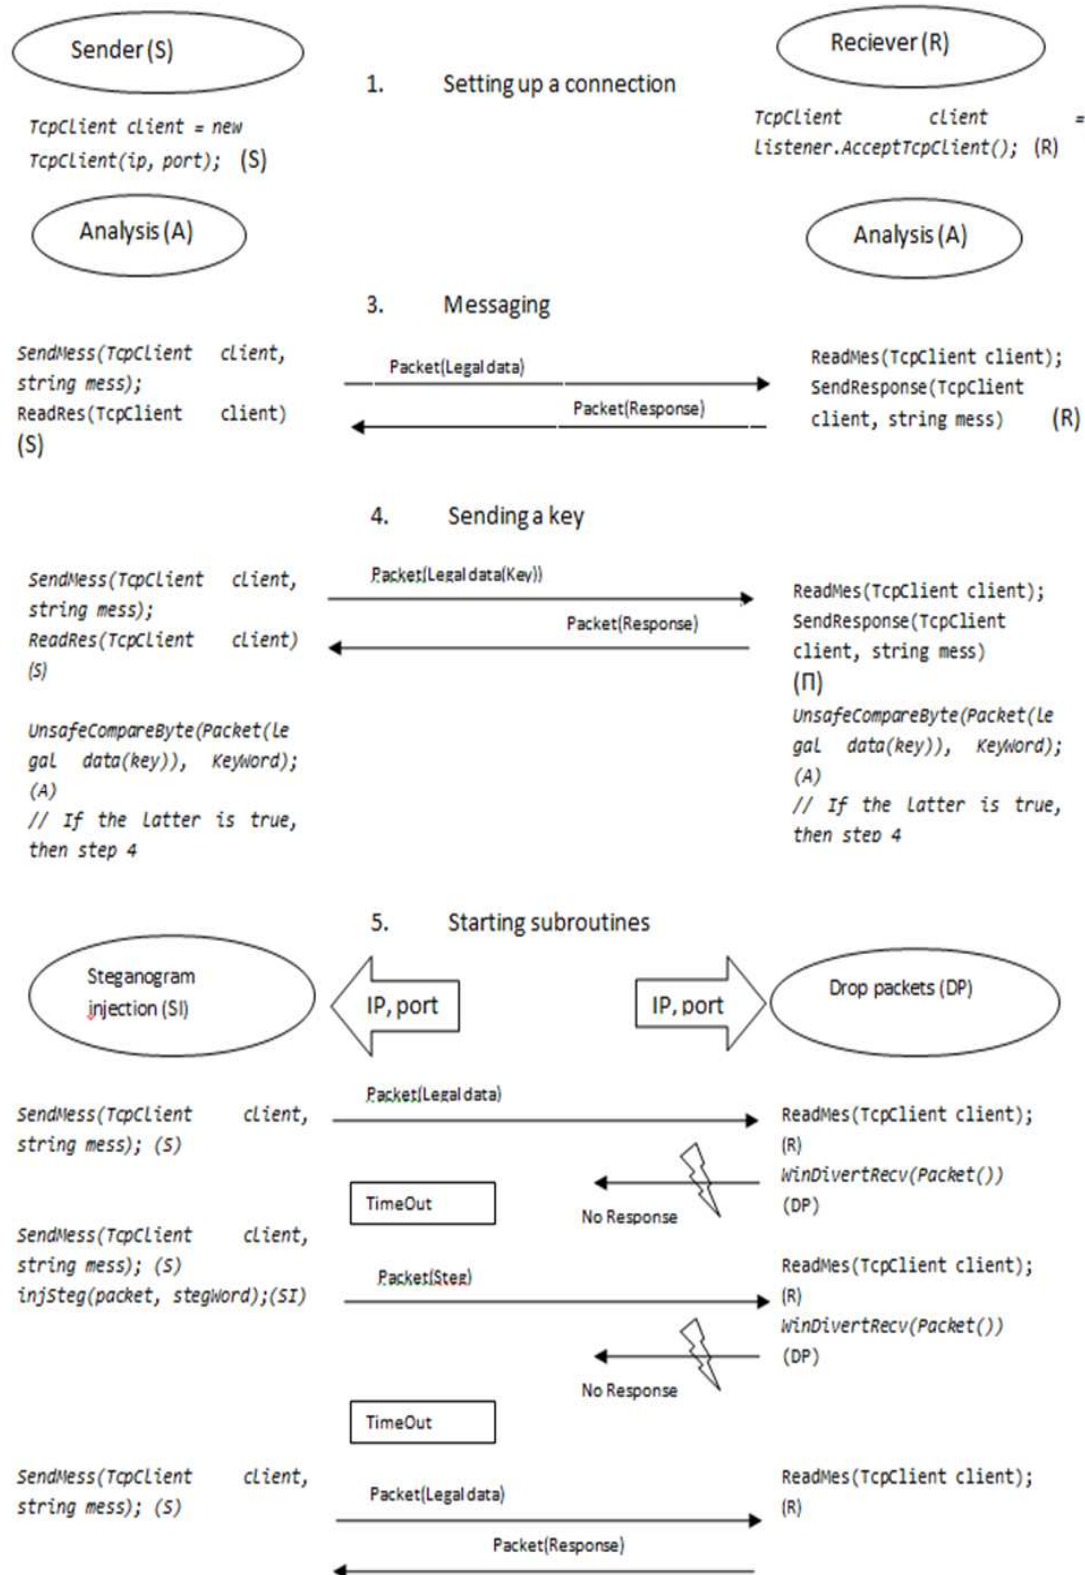 Sender (S)
Reciever (R)
1. Setting up a connection
TcpClient client = new
TcpClient(ip, port); (S)
TcpClient client =
listener.AcceptTcpClient(); (R)
Analysis (A)
Analysis (A)
3. Messaging
SendMess(TcpClient client,
string mess);
ReadRes(TcpClient client)
(S)
Packet(Legal data)
Packet(Response)
ReadMes(TcpClient client);
SendResponse(TcpClient
client, string mess) (R)
4. Sending a key
SendMess(TcpClient client,
string mess);
ReadRes(TcpClient client)
(S)
UnsafeCompareByte(Packet(le
gal data(key)), KeyWord);
(A)
// If the latter is true,
then step 4
Packet(Legal data(Key))
Packet(Response)
ReadMes(TcpClient client);
SendResponse(TcpClient
client, string mess)
(П)
UnsafeCompareByte(Packet(le
gal data(key)), KeyWord);
(A)
// If the latter is true,
then step 4
5. Starting subroutines
Steganogram
injection (SI)
IP, port
IP, port
Drop packets (DP)
SendMess(TcpClient client,
string mess); (S)
Packet(Legal data)
ReadMes(TcpClient client);
(R)
WinDivertRecv(Packet())
(DP)
TimeOut
No Response
SendMess(TcpClient client,
string mess); (S)
injSteg(packet, stegWord);(SI)
Packet(Steg)
ReadMes(TcpClient client);
(R)
WinDivertRecv(Packet())
(DP)
No Response
TimeOut
SendMess(TcpClient client,
string mess); (S)
Packet(Legal data)
Packet(Response)
ReadMes(TcpClient client);
(R)